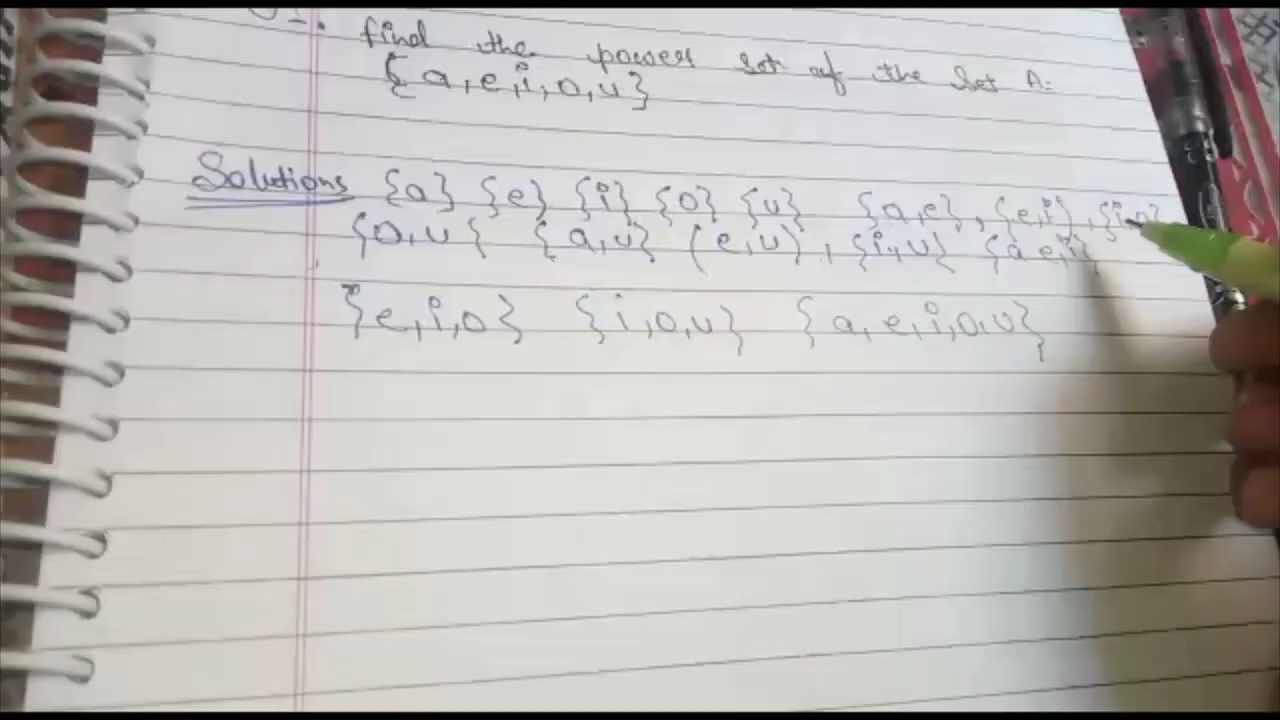 find the power set of the set A=
{a,e,i,o,u}
Solutions {a} {e} {i} {o} {u} {a,e}, {e,i}, {i,o}
{o,u} {a,u} (e,u), {i,u} {a e,i}
{e,i,o} {i,o,u} {a,e,i,o,u}